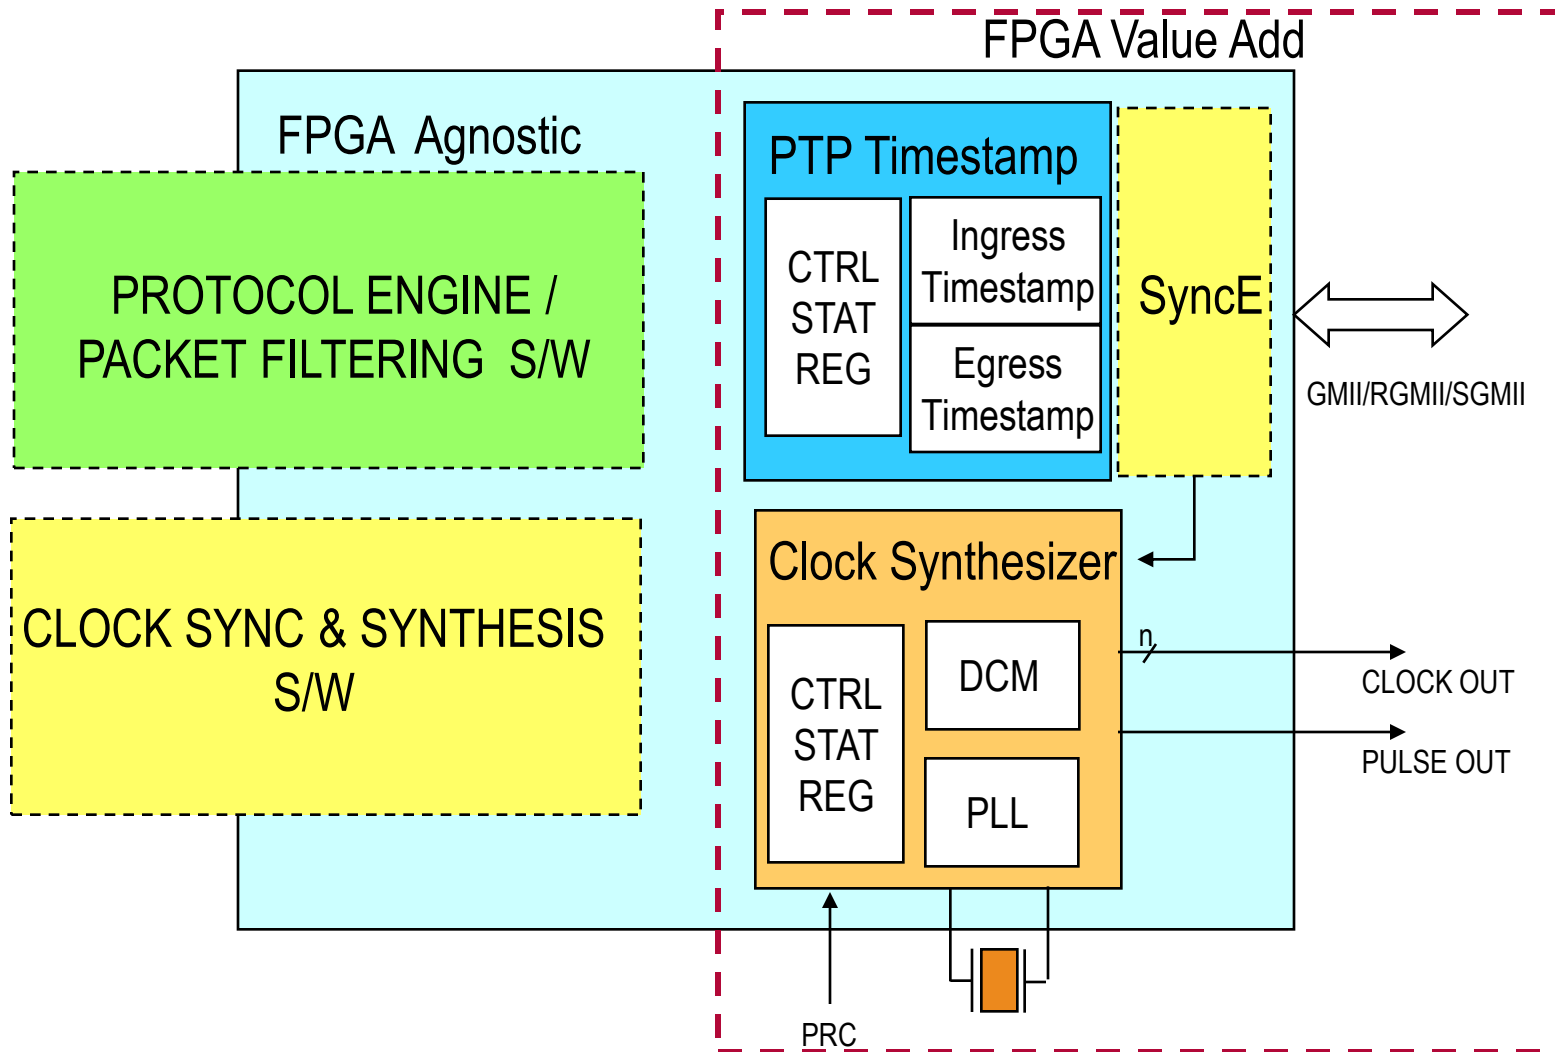 FPGA Value Add
FPGA Agnostic
PROTOCOL ENGINE /
PACKET FILTERING S/W
CLOCK SYNC & SYNTHESIS
S/W
PTP Timestamp
CTRL
STAT
REG
Ingress
Timestamp
Egress
Timestamp
SyncE
GMII/RGMII/SGMII
Clock Synthesizer
CTRL
STAT
REG
DCM
PLL
n
CLOCK OUT
PULSE OUT
PRC